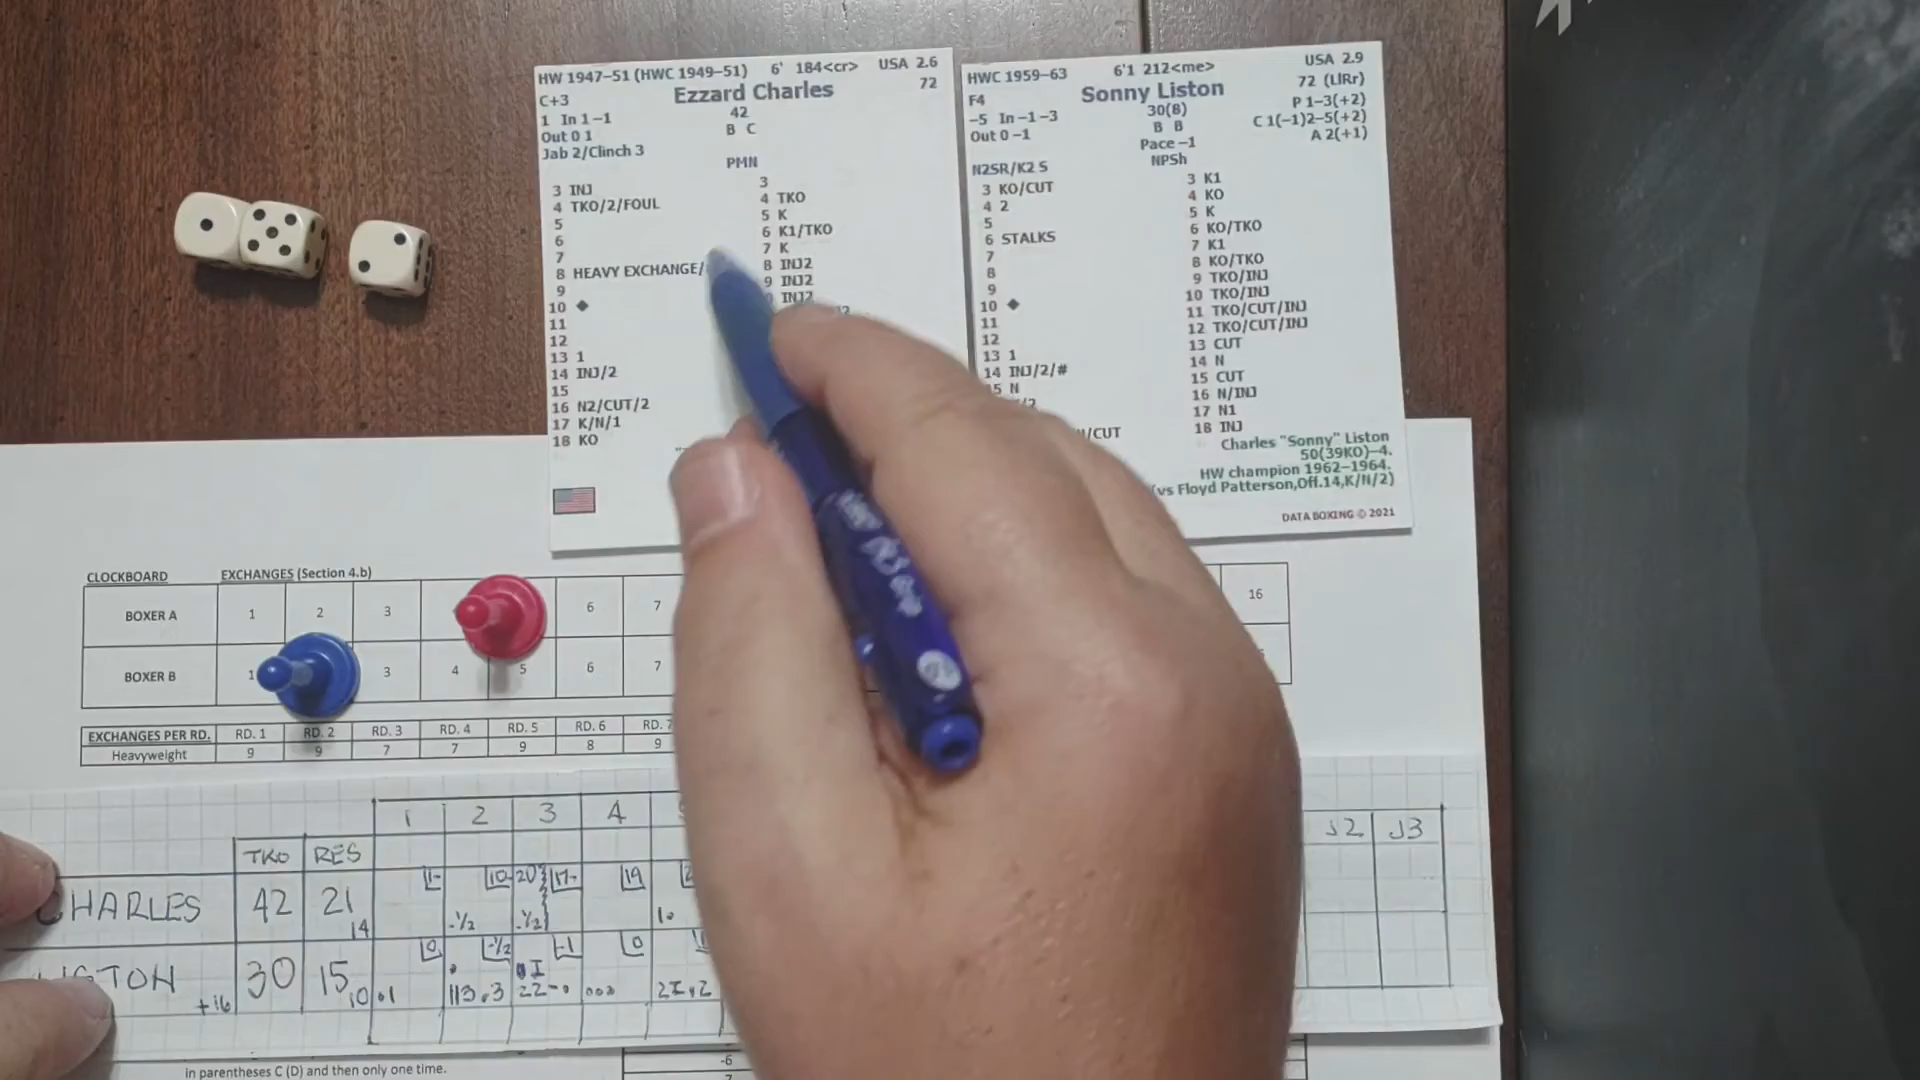 HW 1947-51 (HWC 1949-51) 6' 184<cr> USA 2.6
C+3 Ezzard Charles 72
1 In 1 -1 42
Out 0 1 B C
Jab 2/Clinch 3
PMN
3 INJ
4 TKO/2/FOUL
5
6
7
8 HEAVY EXCHANGE/
9
10 ◆
11
12
13 1
14 INJ/2
15
16 N2/CUT/2
17 K/N/1
18 KO
3
4 TKO
5 K
6 K1/TKO
7 K
8 INJ2
9 INJ2
INJ2
HWC 1959-63 6'1 212<me> USA 2.9
F4 Sonny Liston 72 (LlRr)
-5 In -1 -3 30(8) P 1-3(+2)
Out 0 -1 B B C 1(-1)2-5(+2)
Pace -1 A 2(+1)
N2SR/K2 S NPSh
3 KO/CUT
4 2
5
6 STALKS
7
8
9
10 ◆
11
12
13 1
14 INJ/2/#
15 N
/CUT
3 K1
4 KO
5 K
6 KO/TKO
7 K1
8 KO/TKO
9 TKO/INJ
10 TKO/INJ
11 TKO/CUT/INJ
12 TKO/CUT/INJ
13 CUT
14 N
15 CUT
16 N/INJ
17 N1
18 INJ
Charles "Sonny" Liston
50(39KO)-4.
HW champion 1962-1964.
(vs Floyd Patterson,Off.14,K/N/2)
DATA BOXING © 2021
CLOCKBOARD EXCHANGES (Section 4.b)
BOXER A 1 2 3 6 7 16
BOXER B 1 3 4 5 6 7
EXCHANGES PER RD. RD. 1 RD. 2 RD. 3 RD. 4 RD. 5 RD. 6 RD. 7
Heavyweight 9 9 7 7 9 8 9
1 2 3 4 J2 J3
TKO RES
CHARLES 42 21 14
LISTON +16 30 15 10
-6
in parentheses C (D) and then only one time.